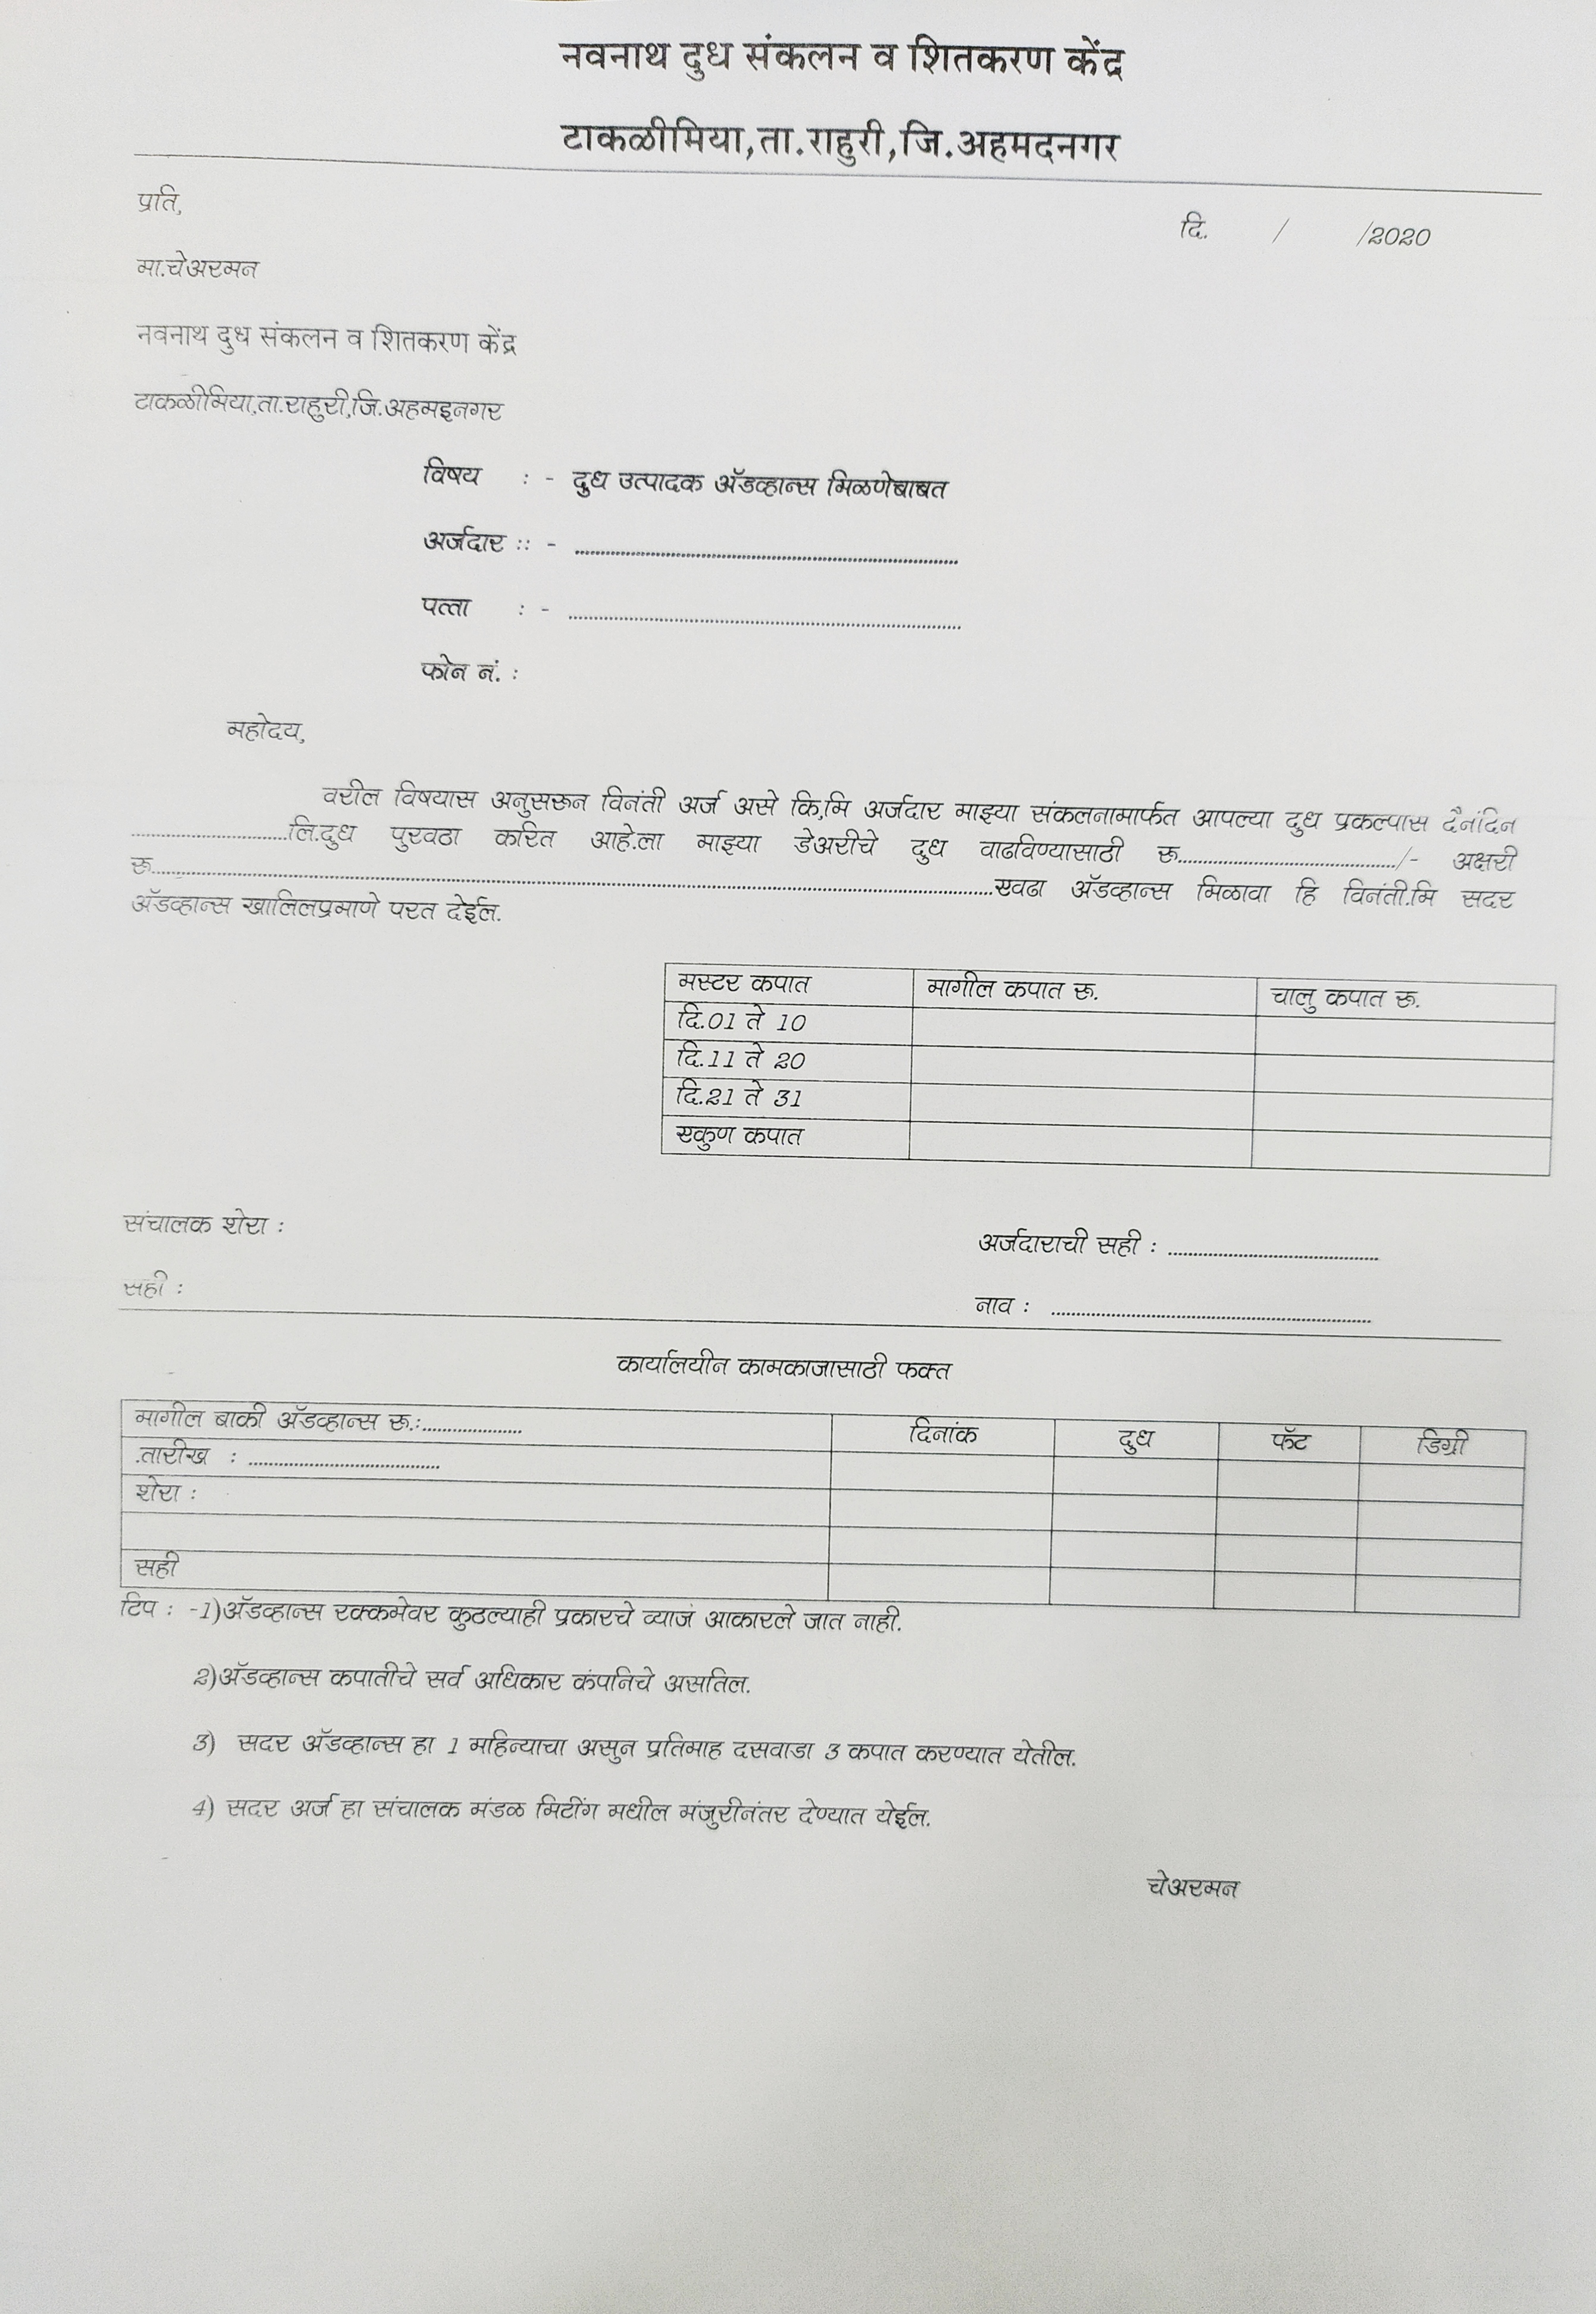 नवनाथ दुध संकलन व शितकरण केंद्र
टाकळीमिया,ता.राहुरी,जि.अहमदनगर
प्रति,
दि. / /2020
मा.चेअरमन
नवनाथ दुध संकलन व शितकरण केंद्र
टाकळीमिया,ता.राहुरी,जि.अहमइनगर
विषय : - दुध उत्पादक ॲडव्हान्स मिळणेबाबत
अर्जदार :: - ............................................................
पत्ता : - ............................................................
फोन नं. :
महोदय,
वरील विषयास अनुसरून विनंती अर्ज असे कि,मि अर्जदार माझ्या संकलनामार्फत आपल्या दुध प्रकल्पास दैनंदिन
..............................लि.दुध पुरवठा करित आहे.ला माझ्या डेअरीचे दुध वाढविण्यासाठी रू........................................../- अक्षरी
रू..............................................................................................................एवढा ॲडव्हान्स मिळावा हि विनंती.मि सदर
ॲडव्हान्स खालिलप्रमाणे परत देईल.
मस्टर कपात मागील कपात रू. चालु कपात रू.
दि.01 ते 10
दि.11 ते 20
दि.21 ते 31
एकुण कपात
संचालक शेरा :
अर्जदाराची सही : ........................................
सही :
नाव : ............................................................
कार्यालयीन कामकाजासाठी फक्त
मागील बाकी ॲडव्हान्स रू.:.................... दिनांक दुध फॅट डिग्री
.तारीख : ......................................
शेरा :
सही
टिप : -1)ॲडव्हान्स रक्कमेवर कुठल्याही प्रकारचे व्याजं आकारले जात नाही.
2)ॲडव्हान्स कपातीचे सर्व अधिकार कंपनिचे असतिल.
3) सदर ॲडव्हान्स हा 1 महिन्याचा असुन प्रतिमाह दसवाडा 3 कपात करण्यात येतील.
4) सदर अर्ज हा संचालक मंडळ मिटींग मधील मंजुरीनंतर देण्यात येईल.
चेअरमन